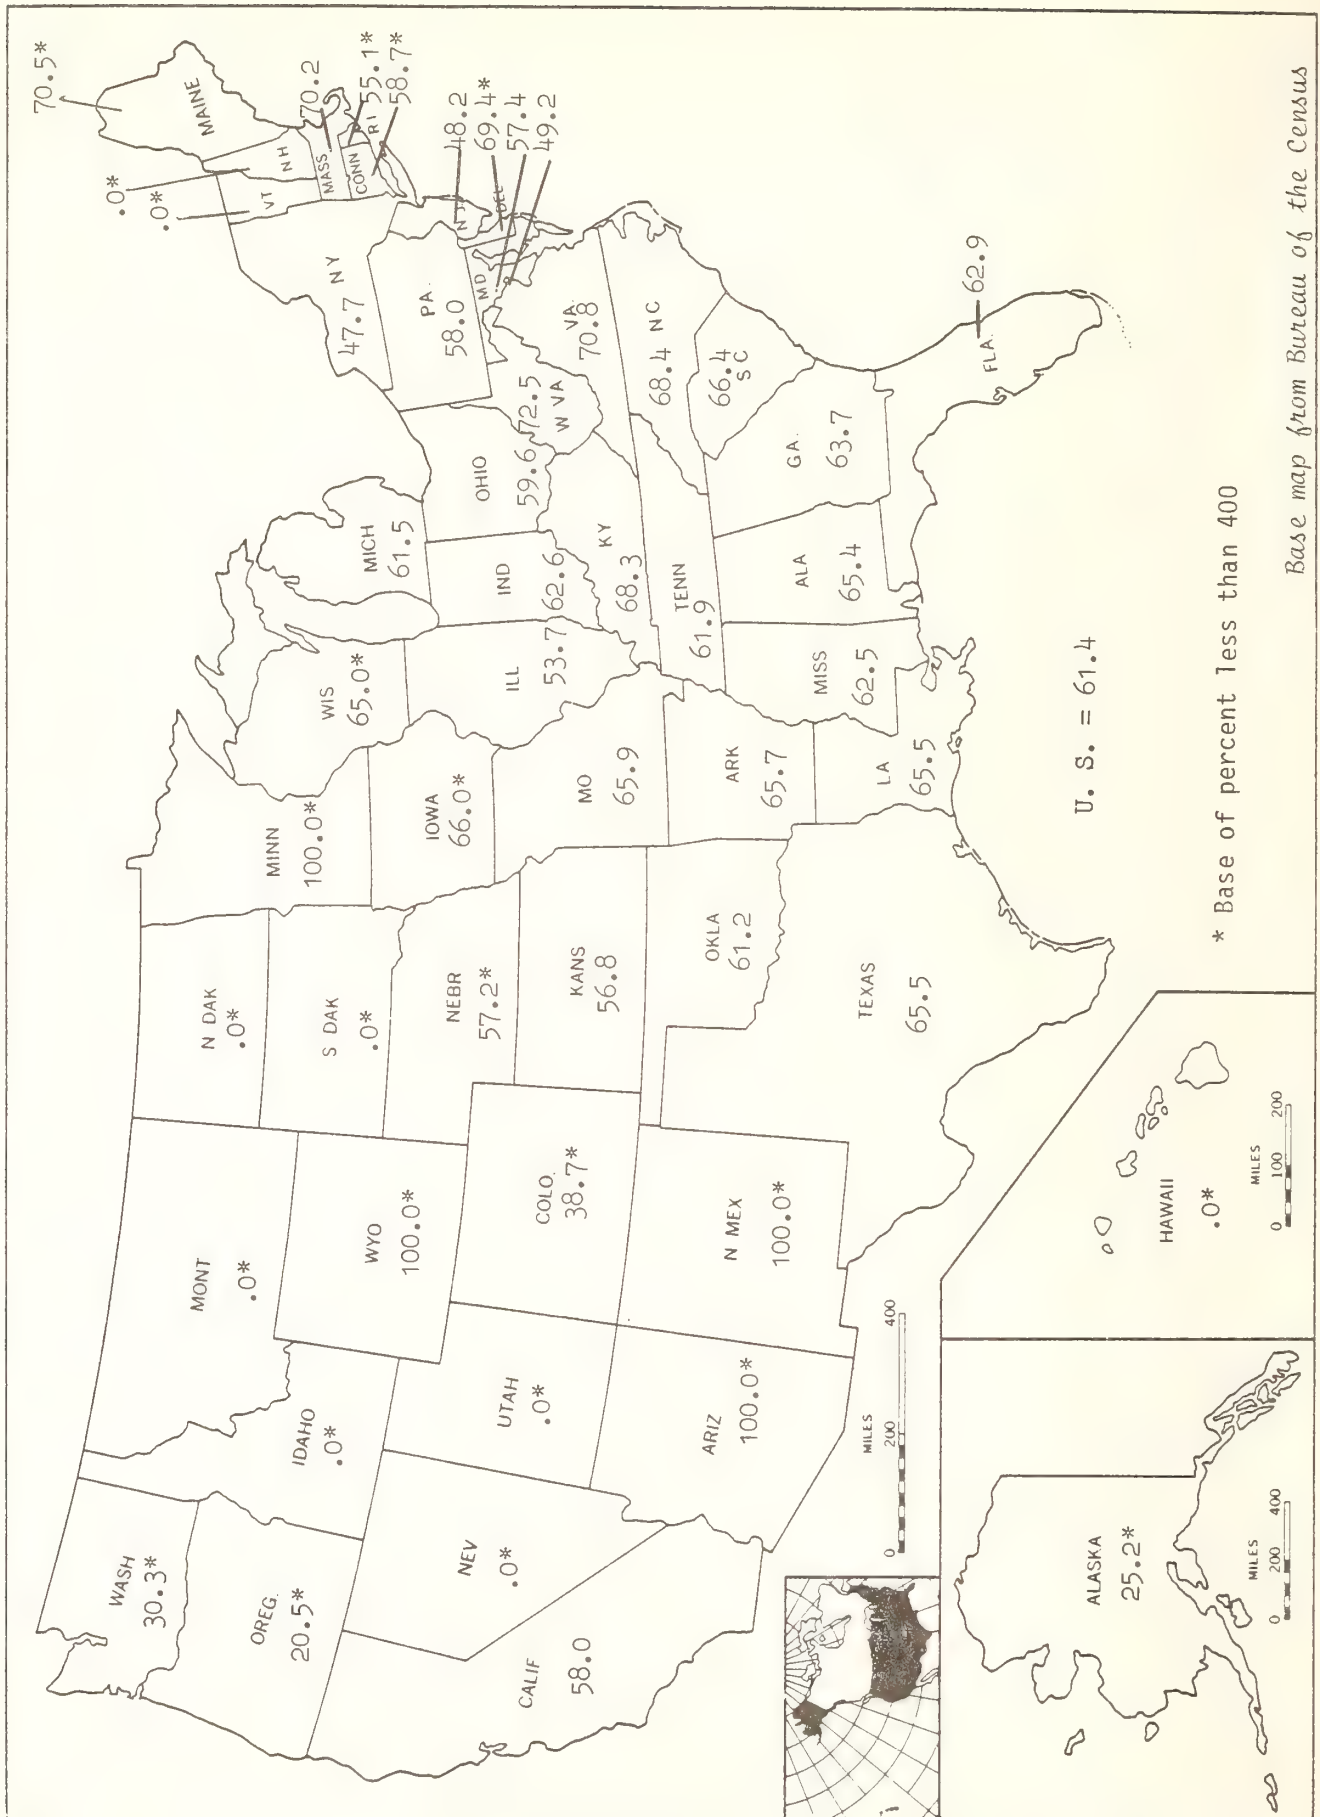 70.5*
MAINE
.0*
.0*
NH
VT
70.2
MASS
55.1*
RI
CONN
58.7*
NY
47.7
48.2
N J
69.4*
DEL
57.4
MD
49.2
PA.
58.0
WASH
30.3*
OREG.
20.5*
IDAHO
.0*
MONT
.0*
WYO
100.0*
N DAK
.0*
S DAK
.0*
MINN
100.0*
WIS
65.0*
MICH
61.5
NEV
.0*
UTAH
.0*
COLO.
38.7*
NEBR
57.2*
IOWA
66.0*
ILL
53.7
IND
62.6
OHIO
59.6
72.5
W VA
VA.
70.8
CALIF
58.0
ARIZ
100.0*
N MEX
100.0*
KANS
56.8
OKLA
61.2
TEXAS
65.5
MO
65.9
ARK
65.7
LA
65.5
KY
68.3
TENN
61.9
MISS
62.5
ALA
65.4
GA.
63.7
68.4 NC
66.4
S C
62.9
FLA.
MILES
0 200 400
ALASKA
25.2*
MILES
0 200 400
HAWAII
.0*
MILES
0 100 200
U. S. = 61.4
* Base of percent less than 400
Base map from Bureau of the Census